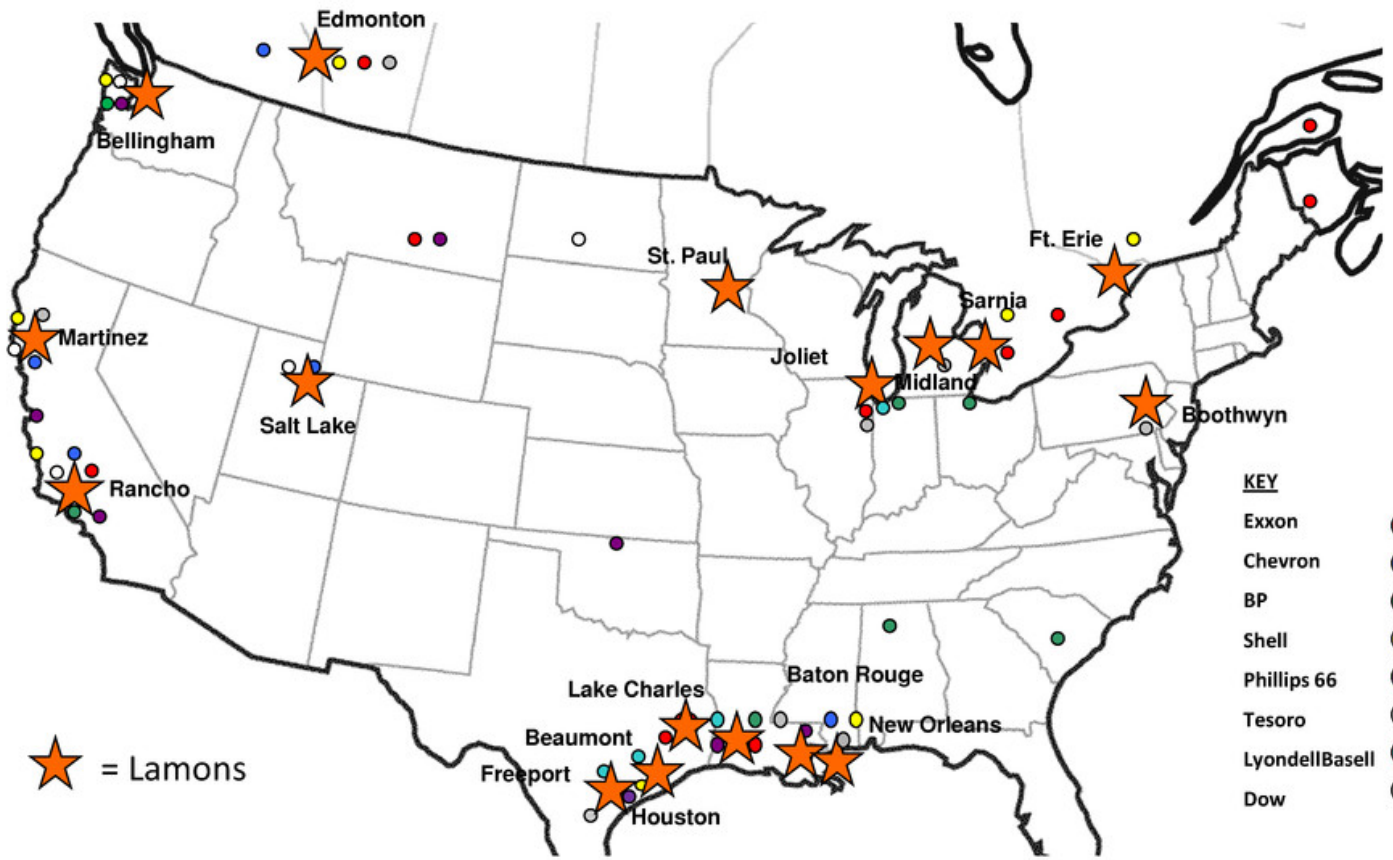 Edmonton
Bellingham
Ft. Erie
St. Paul
Sarnia
Martinez
Joliet
Midland
Salt Lake
Boothwyn
Rancho
KEY
Exxon
Chevron
BP
Shell
Phillips 66
Tesoro
LyondellBasell
Dow
Baton Rouge
Lake Charles
New Orleans
Beaumont
Freeport
Houston
= Lamons